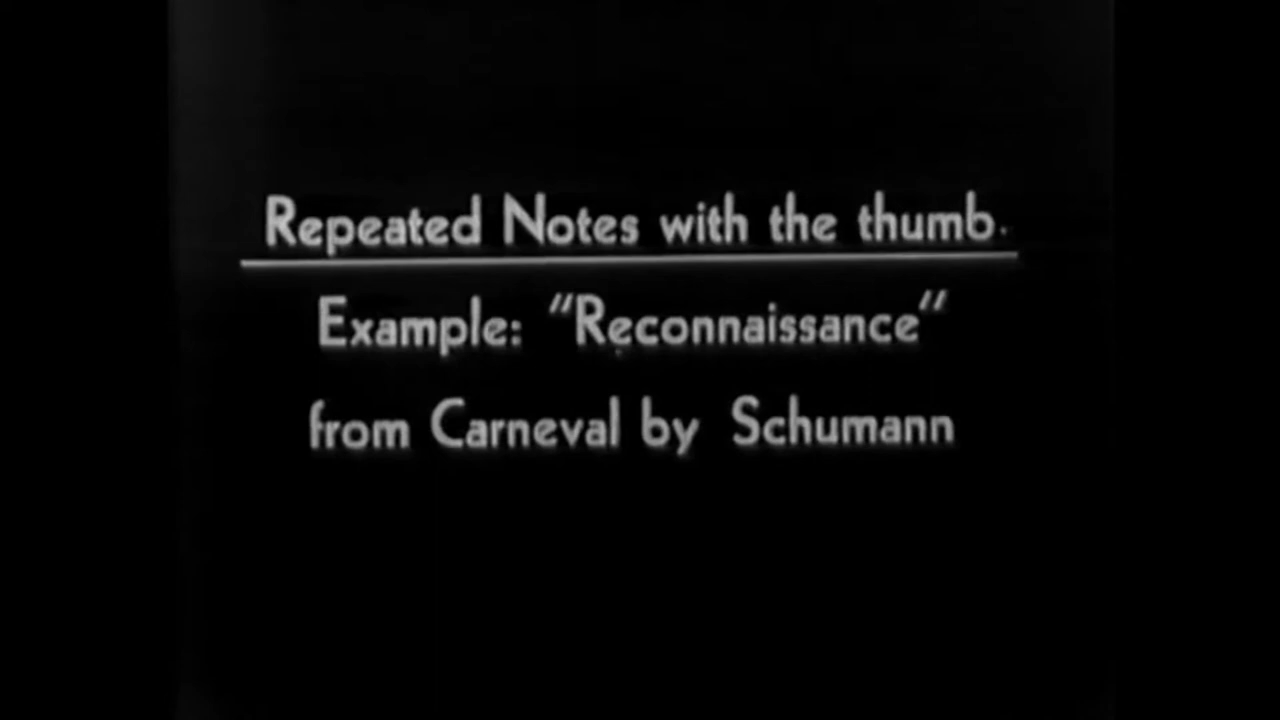 Repeated Notes with the thumb.
Example: "Reconnaissance"
from Carneval by Schumann